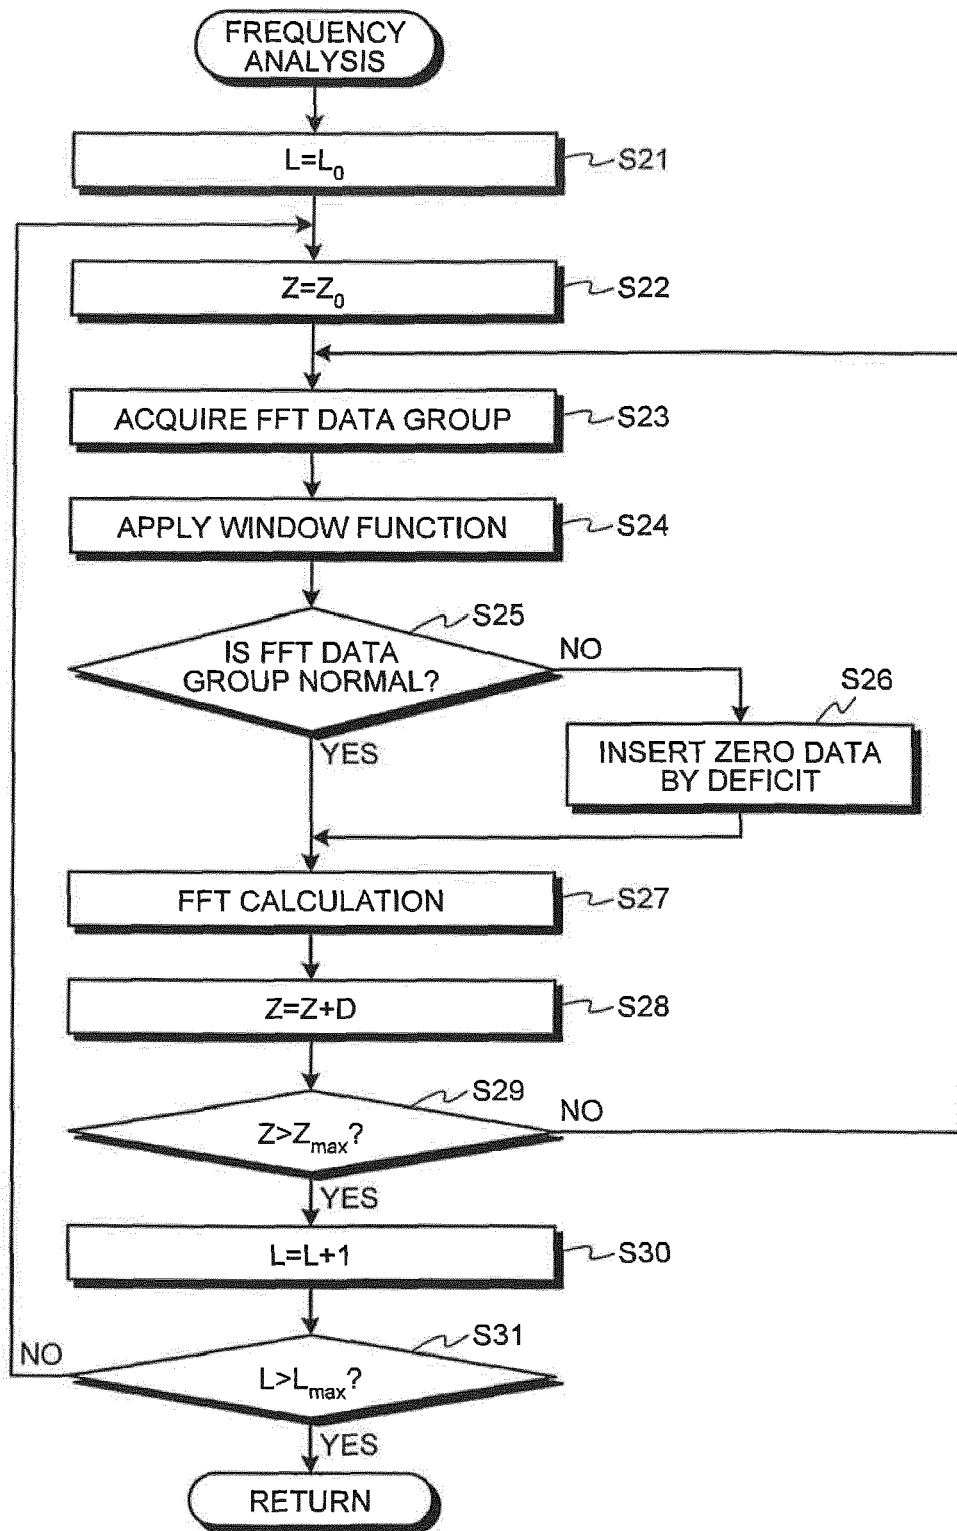 FREQUENCY
ANALYSIS
L=L₀
S21
Z=Z₀
S22
ACQUIRE FFT DATA GROUP
S23
APPLY WINDOW FUNCTION
S24
S25
IS FFT DATA
GROUP NORMAL?
NO
YES
S26
INSERT ZERO DATA
BY DEFICIT
FFT CALCULATION
S27
Z=Z+D
S28
S29
Z>Zmax?
NO
YES
L=L+1
S30
S31
L>Lmax?
NO
YES
RETURN